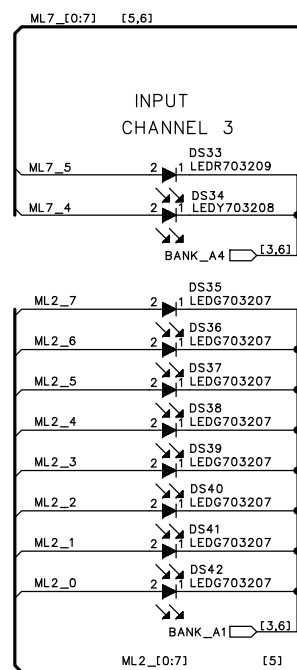 ML7_[0:7] [5,6]
INPUT
CHANNEL 3
DS33
ML7_5 2 1 LEDR703209
DS34
ML7_4 2 1 LEDY703208
BANK_A4 [3,6]
DS35
ML2_7 2 1 LEDG703207
DS36
ML2_6 2 1 LEDG703207
DS37
ML2_5 2 1 LEDG703207
DS38
ML2_4 2 1 LEDG703207
DS39
ML2_3 2 1 LEDG703207
DS40
ML2_2 2 1 LEDG703207
DS41
ML2_1 2 1 LEDG703207
DS42
ML2_0 2 1 LEDG703207
BANK_A1 [3,6]
ML2_[0:7] [5]